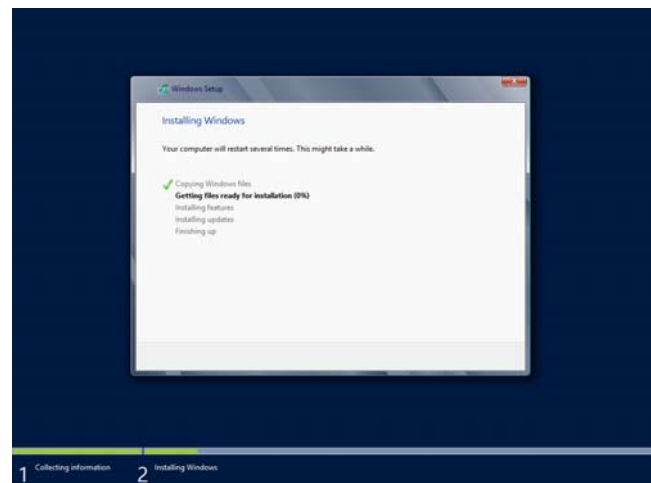 Windows Setup
Installing Windows
Your computer will restart several times. This might take a while.
Copying Windows files
Getting files ready for installation (0%)
Installing features
Installing updates
Finishing up
1 Collecting information
2 Installing Windows